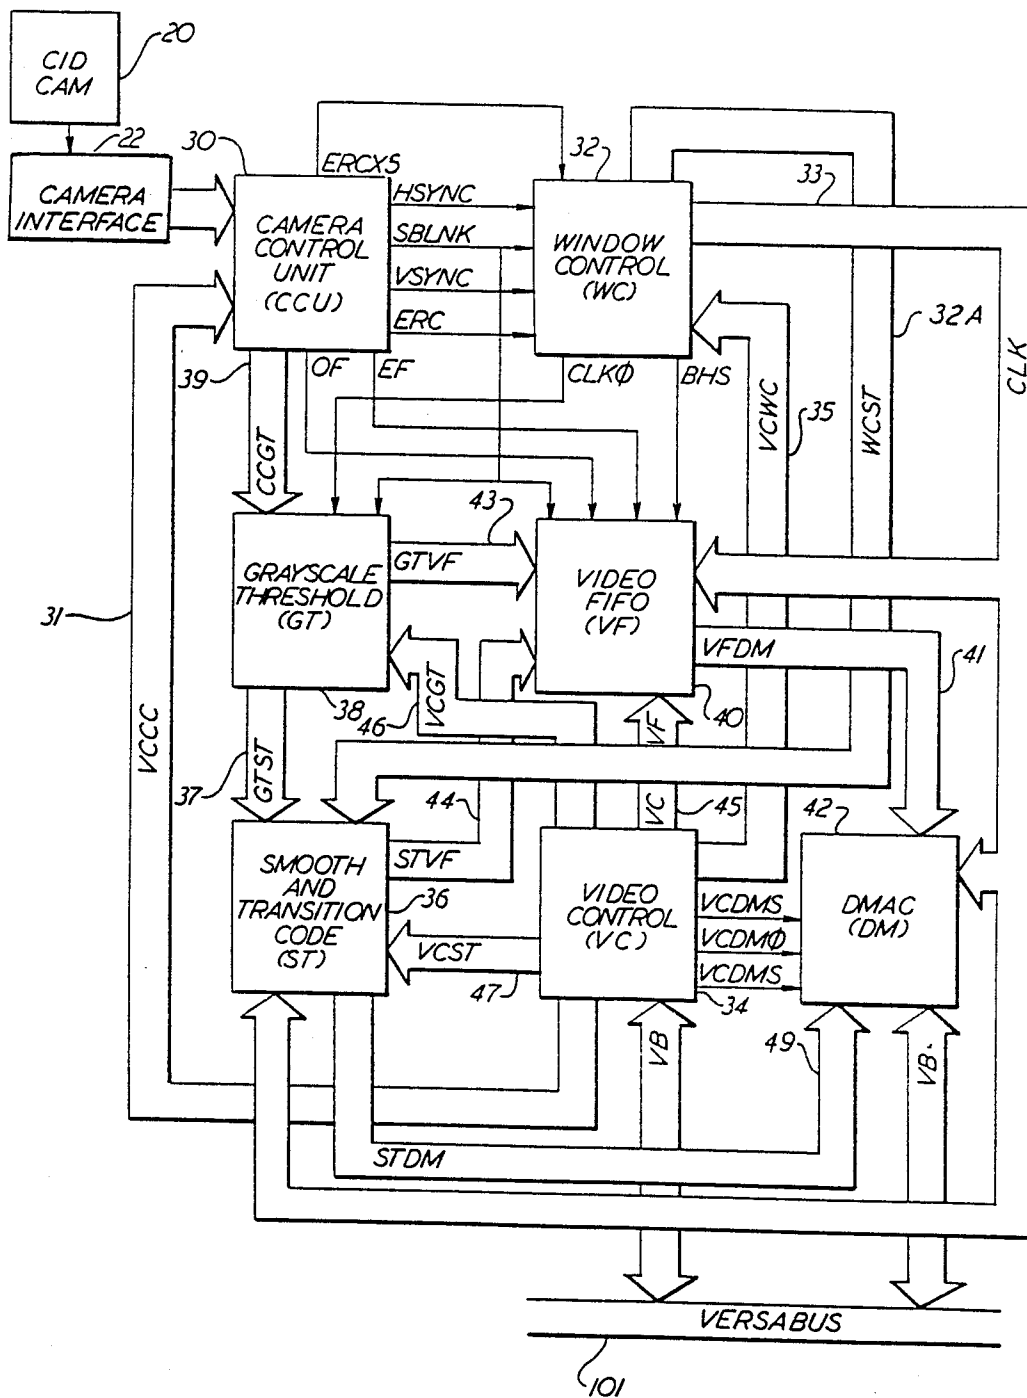 20
CID
CAM
22
CAMERA
INTERFACE
30
ERCXS
32
HSYNC
SBLNK
VSYNC
ERC
CAMERA
CONTROL
UNIT
(CCU)
WINDOW
CONTROL
(WC)
33
32A
CLK
39
OF
EF
CLKΦ
BHS
VCWC
35
WCST
CCGT
43
GTVF
GRAYSCALE
THRESHOLD
(GT)
VIDEO
FIFO
(VF)
31
VFDM
41
VCCC
38
46
VCGT
40
VF
VC
45
37
GTST
44
42
STVF
SMOOTH
AND
TRANSITION
CODE
(ST)
36
VIDEO
CONTROL
(VC)
VCDMS
VCDMΦ
VCDMS
DMAC
(DM)
VCST
47
34
VB
49
VB
STDM
VERSABUS
101